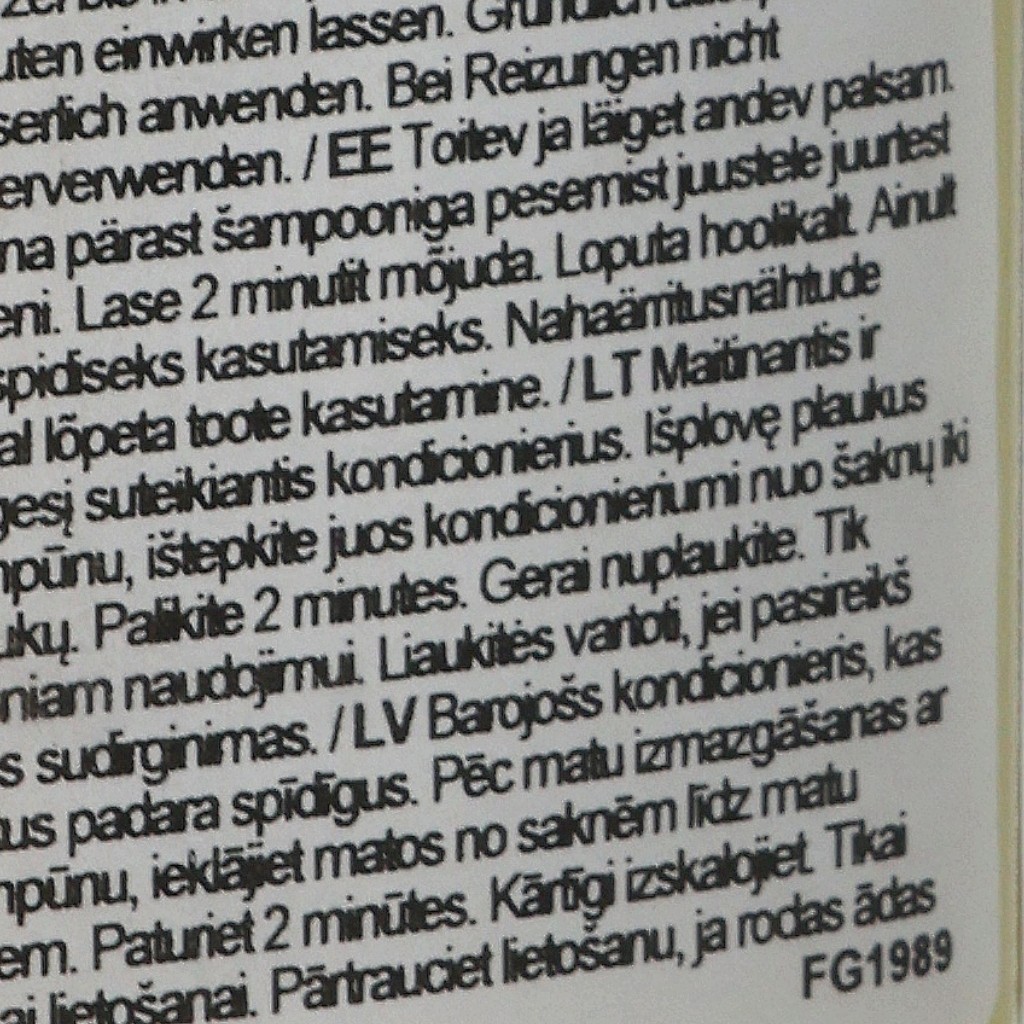 einwirken lassen.
anwenden. Bei Reizungen nicht
erverwenden. / EE Toitev ja läiget andev palsam.
na pärast šampooniga pesemist juustele juurtest
eni. Lase 2 minutit mõjuda. Loputa hoolikalt. Ainult
spidiseks kasutamiseks. Nahaärritusnähtude
al lõpeta toote kasutamine. / LT Maitinantis ir
gesį suteikiantis kondicionierius. Išplovę plaukus
mpūnu, ištepkite juos kondicionieriumi nuo šaknų iki
ukų. Palikite 2 minutes. Gerai nuplaukite. Tik
niam naudojimui. Liaukitės vartoti, jei pasireikš
s sudirginimas. / LV Barojošs kondicionieris, kas
us padara spīdīgus. Pēc matu izmazgāšanas ar
mpūnu, ieklājiet matos no saknēm līdz matu
em. Paturiet 2 minūtes. Kārtīgi izskalojiet. Tikai
ai lietošanai. Pārtrauciet lietošanu, ja rodas ādas
FG1989